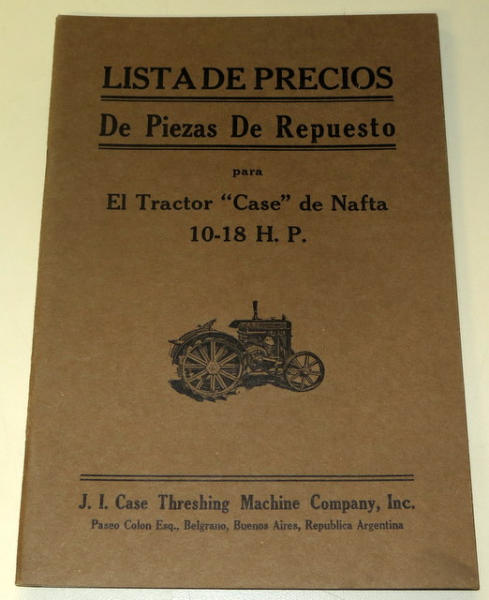 LISTA DE PRECIOS
De Piezas De Repuesto
para
El Tractor "Case" de Nafta
10-18 H. P.
J. I. Case Threshing Machine Company, Inc.
Paseo Colon Esq., Belgrano, Buenos Aires, Republica Argentina